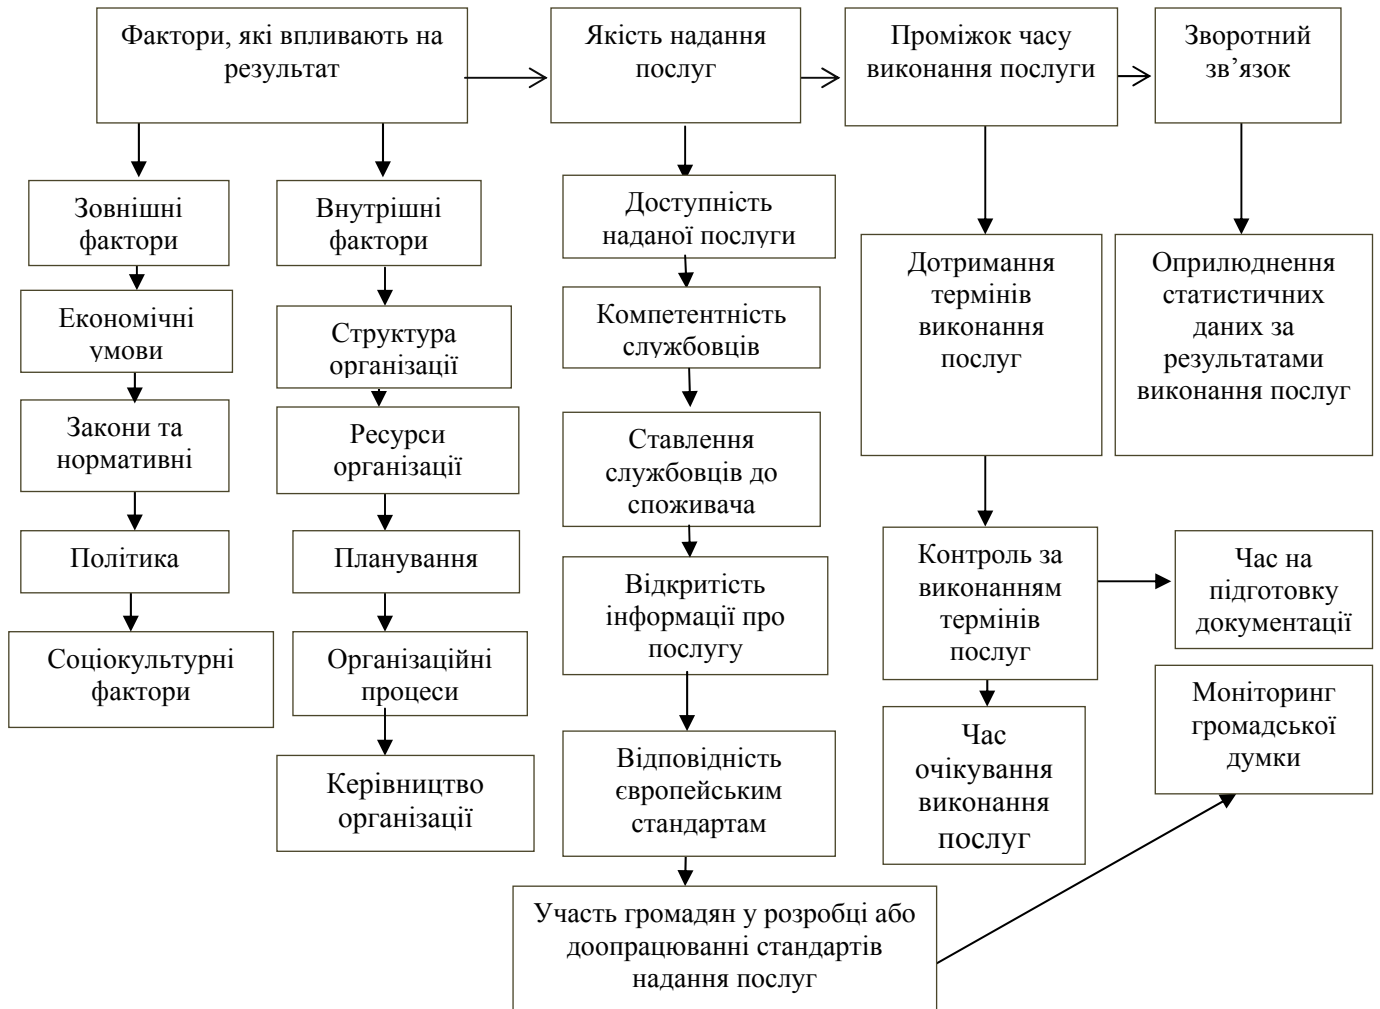 Фактори, які впливають на
результат
Якість надання
послуг
Проміжок часу
виконання послуги
Зворотний
зв’язок
Зовнішні
фактори
Економічні
умови
Закони та
нормативні
Політика
Соціокультурні
фактори
Внутрішні
фактори
Структура
організації
Ресурси
організації
Планування
Організаційні
процеси
Керівництво
організації
Доступність
наданої послуги
Компетентність
службовців
Ставлення
службовців до
споживача
Відкритість
інформації про
послугу
Відповідність
європейським
стандартам
Участь громадян у розробці або
доопрацюванні стандартів
надання послуг
Дотримання
термінів
виконання
послуг
Контроль за
виконанням
термінів
послуг
Час
очікування
виконання
послуг
Оприлюднення
статистичних
даних за
результатами
виконання послуг
Час на
підготовку
документації
Моніторинг
громадської
думки